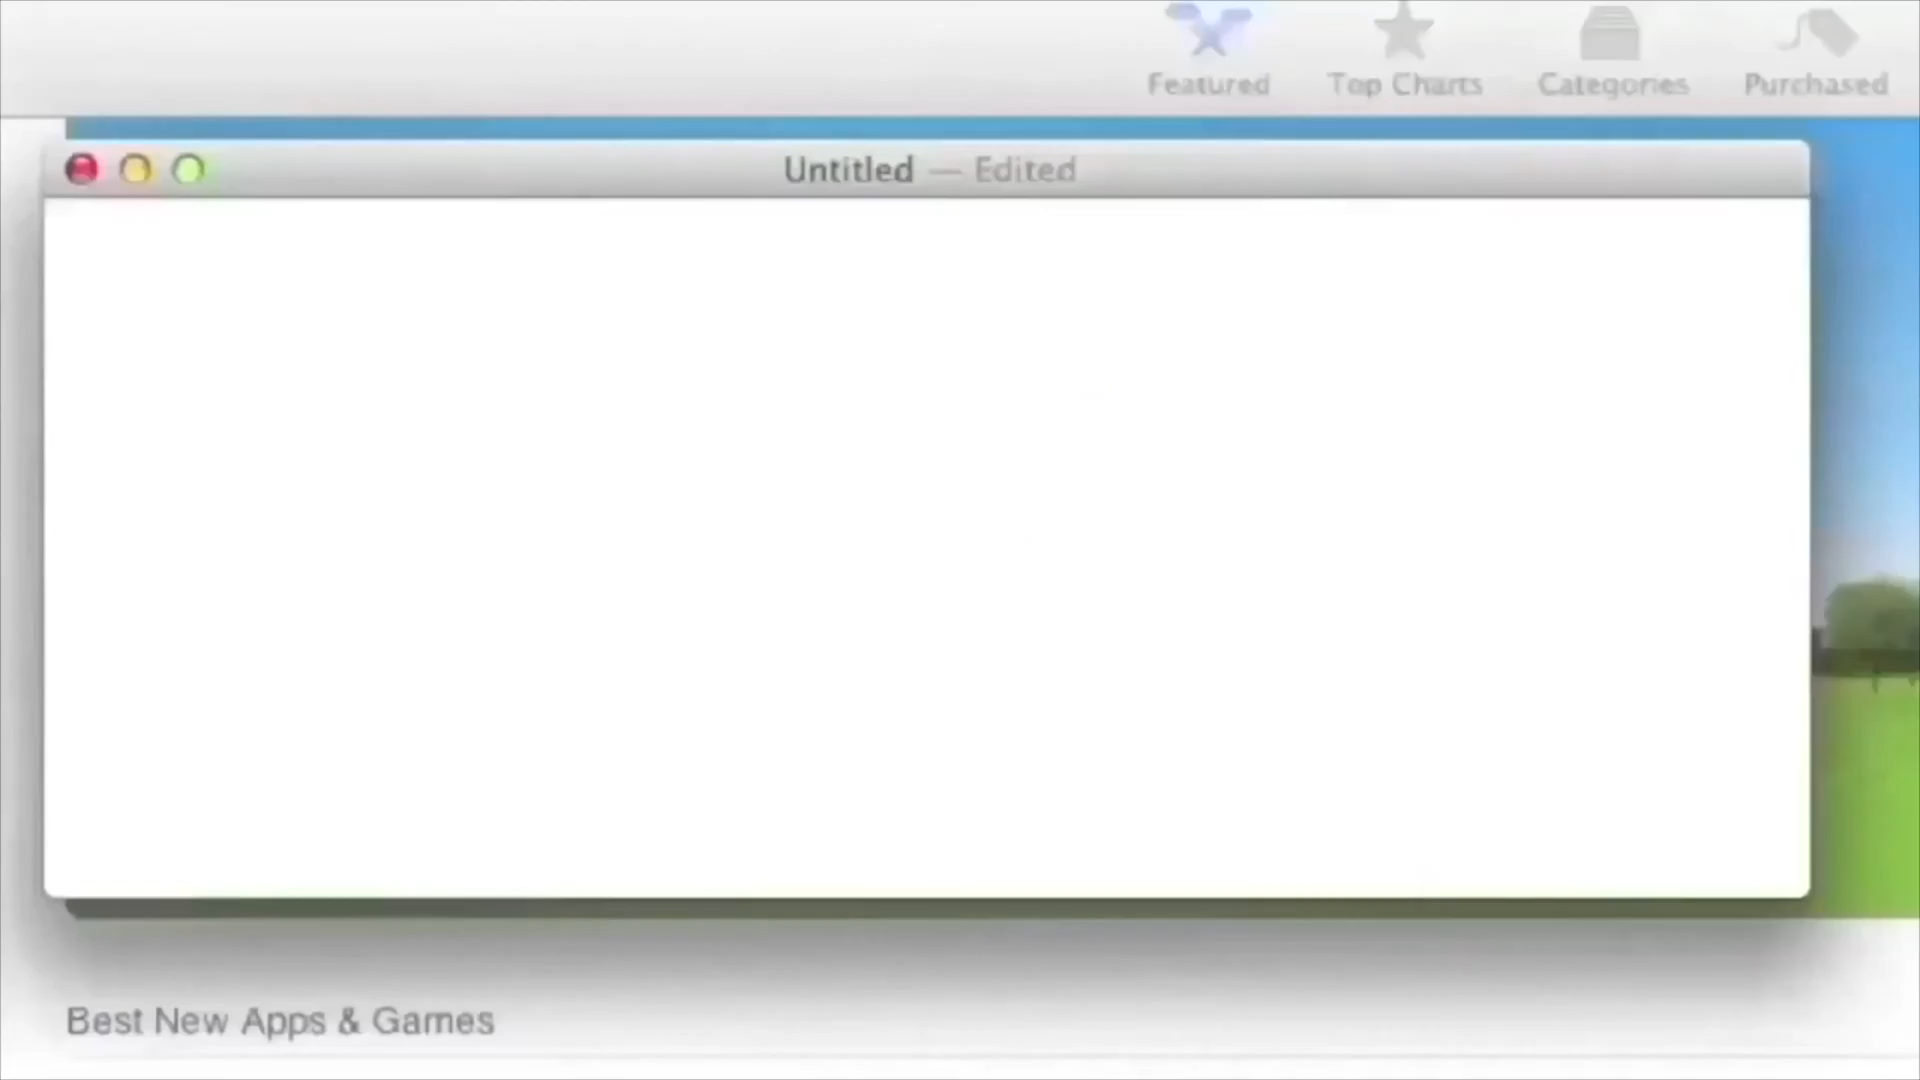 Featured Top Charts Categories Purchased
Untitled — Edited
Best New Apps & Games